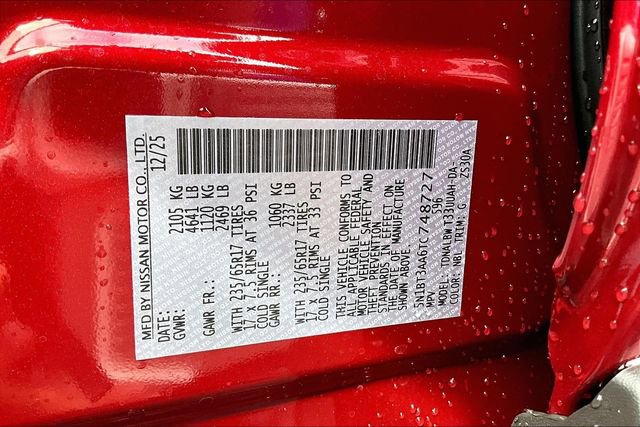 MFD BY NISSAN MOTOR CO., LTD.
DATE: 12/25
GVWR: 2105 KG
4641 LB
GAWR FR.: 1120 KG
2469 LB
WITH 235/65R17 TIRES
17 X 7.5 RIMS AT 36 PSI
COLD SINGLE
GAWR RR.: 1060 KG
2337 LB
WITH 235/65R17 TIRES
17 X 7.5 RIMS AT 33 PSI
COLD SINGLE
THIS VEHICLE CONFORMS TO
ALL APPLICABLE FEDERAL
MOTOR VEHICLE SAFETY AND
THEFT PREVENTION
STANDARDS IN EFFECT ON
THE DATE OF MANUFACTURE
SHOWN ABOVE.
5N1BT3AA6TC748727
MPV S396
MODEL: TDNALBWT33UUAH-DA-
COLOR: NBL TRIM: G ZS30A